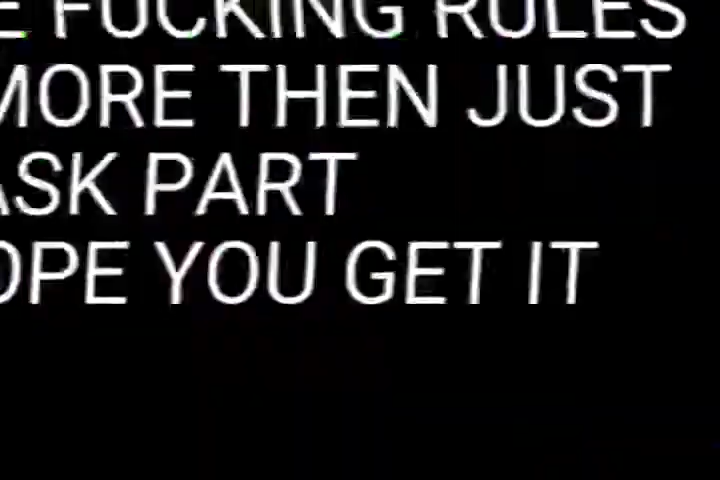 E FUCKING RULES
MORE THEN JUST
ASK PART
OPE YOU GET IT